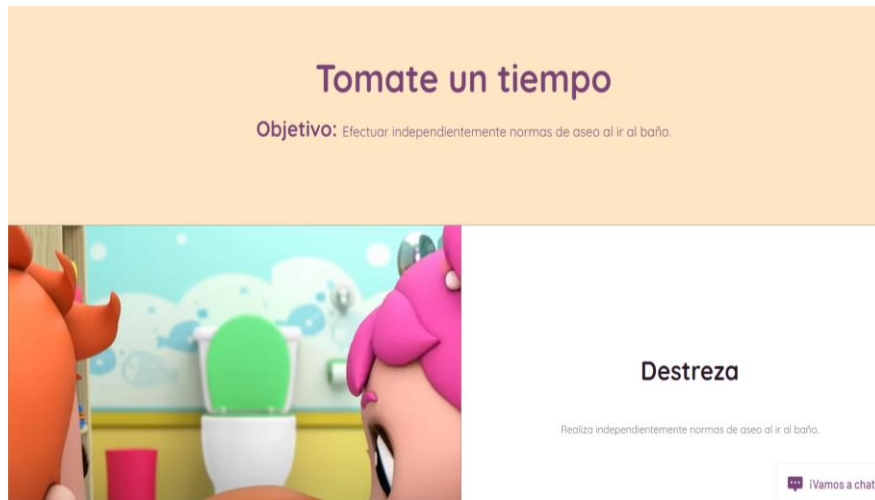 Tomate un tiempo
Objetivo: Efectuar independientemente normas de aseo al ir al baño.
Destreza
Realiza independientemente normas de aseo al ir al baño.
¡Vamos a chat